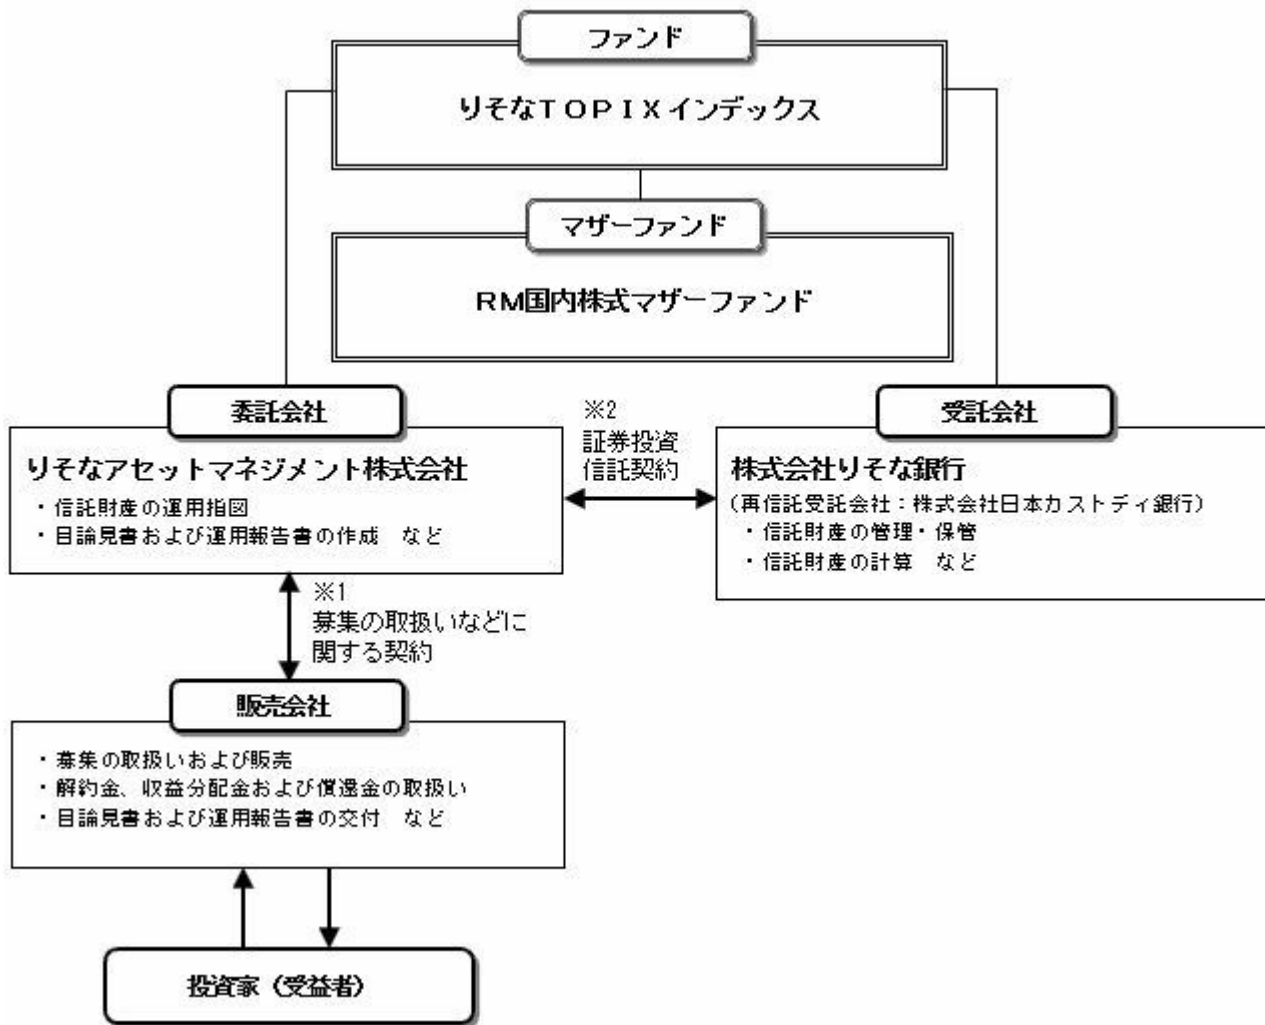 ファンド
りそなＴＯＰＩＸインデックス
マザーファンド
ＲＭ国内株式マザーファンド
委託会社
りそなアセットマネジメント株式会社
・信託財産の運用指図
・目論見書および運用報告書の作成　など
※2
証券投資
信託契約
受託会社
株式会社りそな銀行
(再信託受託会社：株式会社日本カストディ銀行)
・信託財産の管理・保管
・信託財産の計算　など
※1
募集の取扱いなどに
関する契約
販売会社
・募集の取扱いおよび販売
・解約金、収益分配金および償還金の取扱い
・目論見書および運用報告書の交付　など
投資家（受益者）